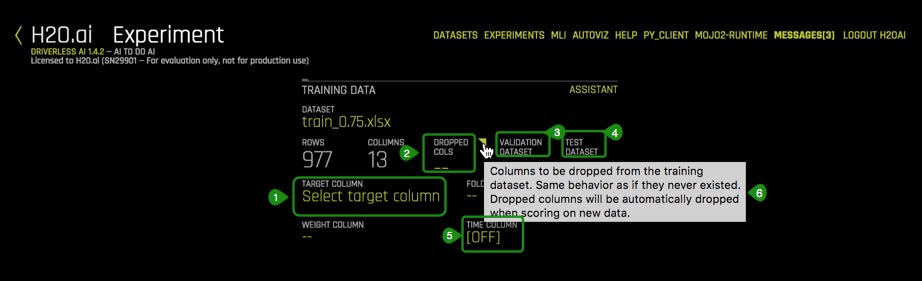 H2O.ai Experiment
DRIVERLESS AI 1.4.2 – AI TO DO AI
Licensed to H2O.ai (SN29901 – For evaluation only, not for production use)
DATASETS EXPERIMENTS MLI AUTOVIZ HELP PY_CLIENT MOJO2-RUNTIME MESSAGES[3] LOGOUT H2OAI
TRAINING DATA
ASSISTANT
DATASET
train_0.75.xlsx
ROWS
977
COLUMNS
13
2
DROPPED
COLS
--
3
VALIDATION
DATASET
4
TEST
DATASET
1
TARGET COLUMN
Select target column
FOLD
--
Columns to be dropped from the training
dataset. Same behavior as if they never existed.
Dropped columns will be automatically dropped
when scoring on new data.
6
WEIGHT COLUMN
--
5
TIME COLUMN
[OFF]